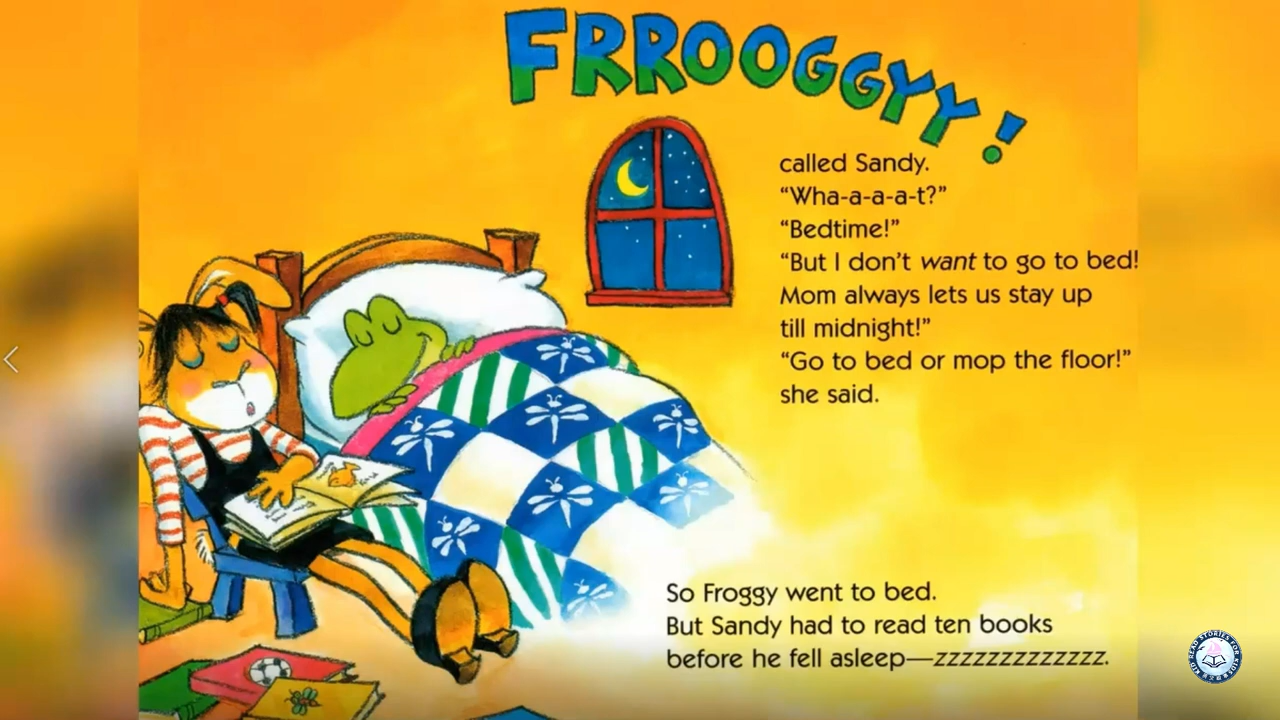 FRROOGGYY!
called Sandy.
“Wha-a-a-a-t?”
“Bedtime!”
“But I don’t want to go to bed!
Mom always lets us stay up
till midnight!”
“Go to bed or mop the floor!”
she said.
So Froggy went to bed.
But Sandy had to read ten books
before he fell asleep—zzzzzzzzzzzzz.